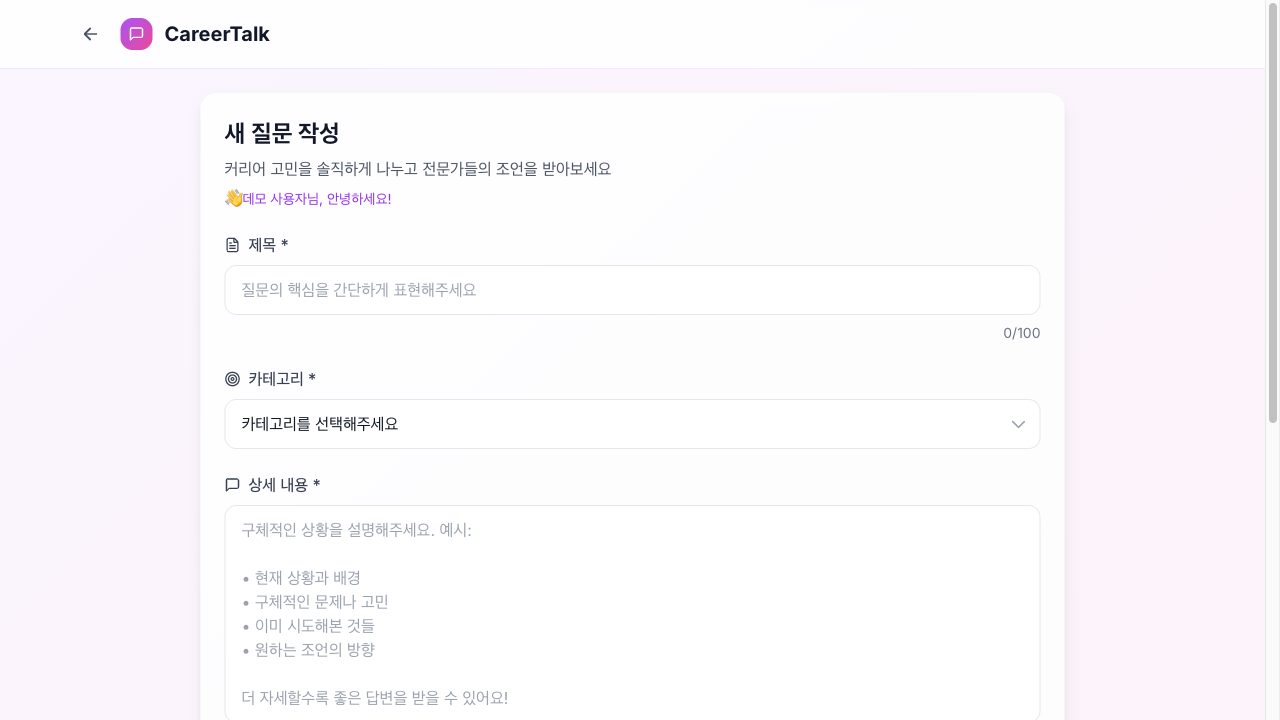 CareerTalk
새 질문 작성
커리어 고민을 솔직하게 나누고 전문가들의 조언을 받아보세요
👋데모 사용자님, 안녕하세요!
제목 *
질문의 핵심을 간단하게 표현해주세요
0/100
카테고리 *
카테고리를 선택해주세요
상세 내용 *
구체적인 상황을 설명해주세요. 예시:
• 현재 상황과 배경
• 구체적인 문제나 고민
• 이미 시도해본 것들
• 원하는 조언의 방향
더 자세할수록 좋은 답변을 받을 수 있어요!